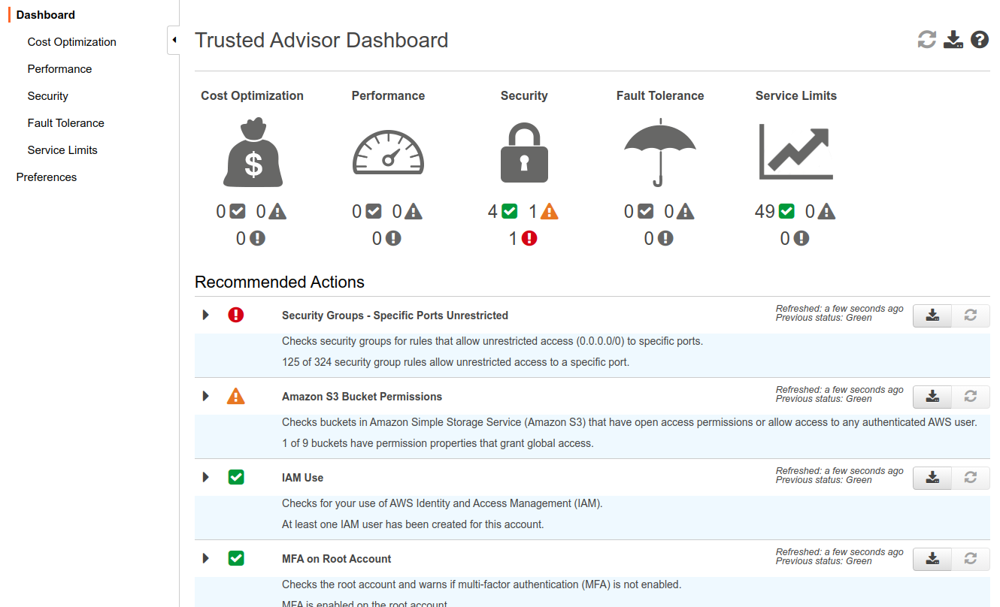 Dashboard
Cost Optimization
Performance
Security
Fault Tolerance
Service Limits
Preferences
Trusted Advisor Dashboard
Cost Optimization
Performance
Security
Fault Tolerance
Service Limits
$
0 0
0
0 0
0
4 1
1
0 0
0
49 0
0
Recommended Actions
Security Groups - Specific Ports Unrestricted
Refreshed: a few seconds ago
Previous status: Green
Checks security groups for rules that allow unrestricted access (0.0.0.0/0) to specific ports.
125 of 324 security group rules allow unrestricted access to a specific port.
Amazon S3 Bucket Permissions
Refreshed: a few seconds ago
Previous status: Green
Checks buckets in Amazon Simple Storage Service (Amazon S3) that have open access permissions or allow access to any authenticated AWS user.
1 of 9 buckets have permission properties that grant global access.
IAM Use
Refreshed: a few seconds ago
Previous status: Green
Checks for your use of AWS Identity and Access Management (IAM).
At least one IAM user has been created for this account.
MFA on Root Account
Refreshed: a few seconds ago
Previous status: Green
Checks the root account and warns if multi-factor authentication (MFA) is not enabled.
MFA is enabled on the root account.